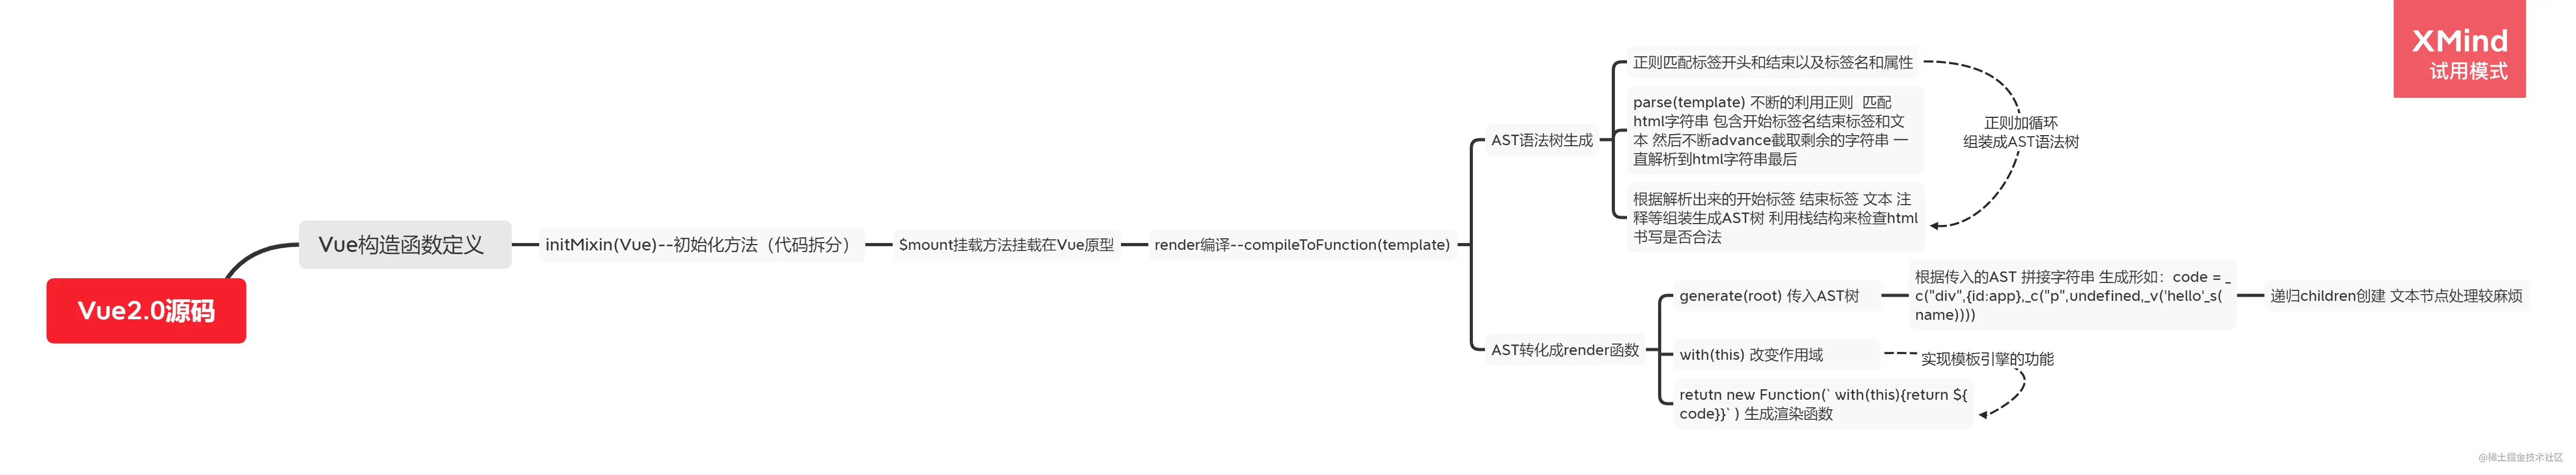 XMind
试用模式
Vue2.0源码
Vue构造函数定义
initMixin(Vue)--初始化方法（代码拆分）
$mount挂载方法挂载在Vue原型
render编译--compileToFunction(template)
AST语法树生成
正则匹配标签开头和结束以及标签名和属性
parse(template) 不断的利用正则  匹配
html字符串 包含开始标签名结束标签和文
本 然后不断advance截取剩余的字符串 一
直解析到html字符串最后
根据解析出来的开始标签 结束标签 文本 注
释等组装生成AST树 利用栈结构来检查html
书写是否合法
正则加循环
组装成AST语法树
AST转化成render函数
generate(root) 传入AST树
根据传入的AST 拼接字符串 生成形如：code = _
c("div",{id:app},_c("p",undefined,_v('hello'_s(
name))))
递归children创建 文本节点处理较麻烦
with(this) 改变作用域
实现模板引擎的功能
retutn new Function(` with(this){return ${
code}}` ) 生成渲染函数
@稀土掘金技术社区